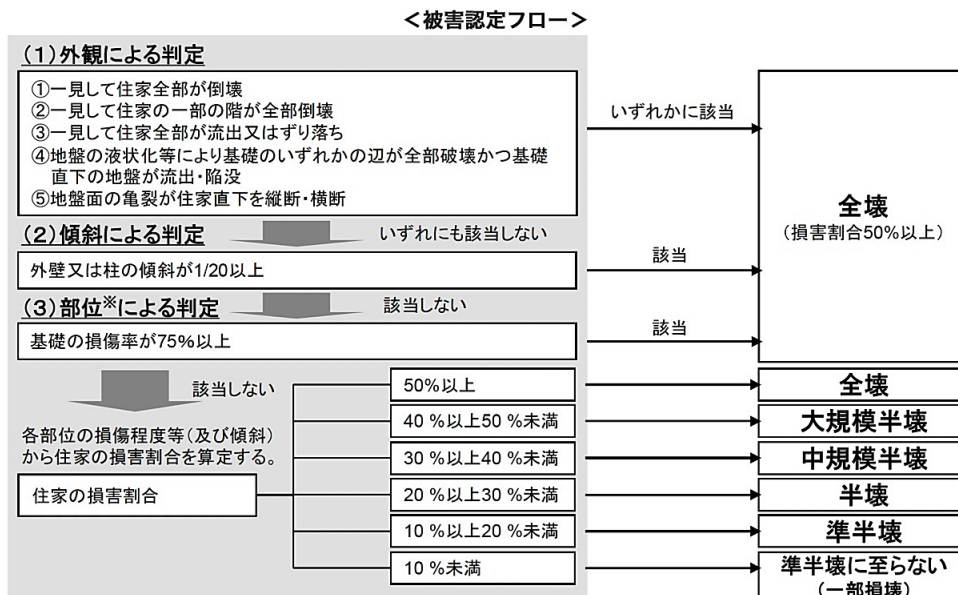 ＜被害認定フロー＞
(1)外観による判定
①一見して住家全部が倒壊
②一見して住家の一部の階が全部倒壊
③一見して住家全部が流出又はずり落ち
④地盤の液状化等により基礎のいずれかの辺が全部破壊かつ基礎
直下の地盤が流出・陥没
⑤地盤面の亀裂が住家直下を縦断・横断
いずれかに該当
全壊
(損害割合50%以上)
(2)傾斜による判定
いずれにも該当しない
外壁又は柱の傾斜が1/20以上
該当
(3)部位※による判定
該当しない
基礎の損傷率が75%以上
該当
該当しない
各部位の損傷程度等(及び傾斜)
から住家の損害割合を算定する。
住家の損害割合
50%以上
全壊
40 %以上50 %未満
大規模半壊
30 %以上40 %未満
中規模半壊
20 %以上30 %未満
半壊
10 %以上20 %未満
準半壊
10 %未満
準半壊に至らない
(一部損壊)